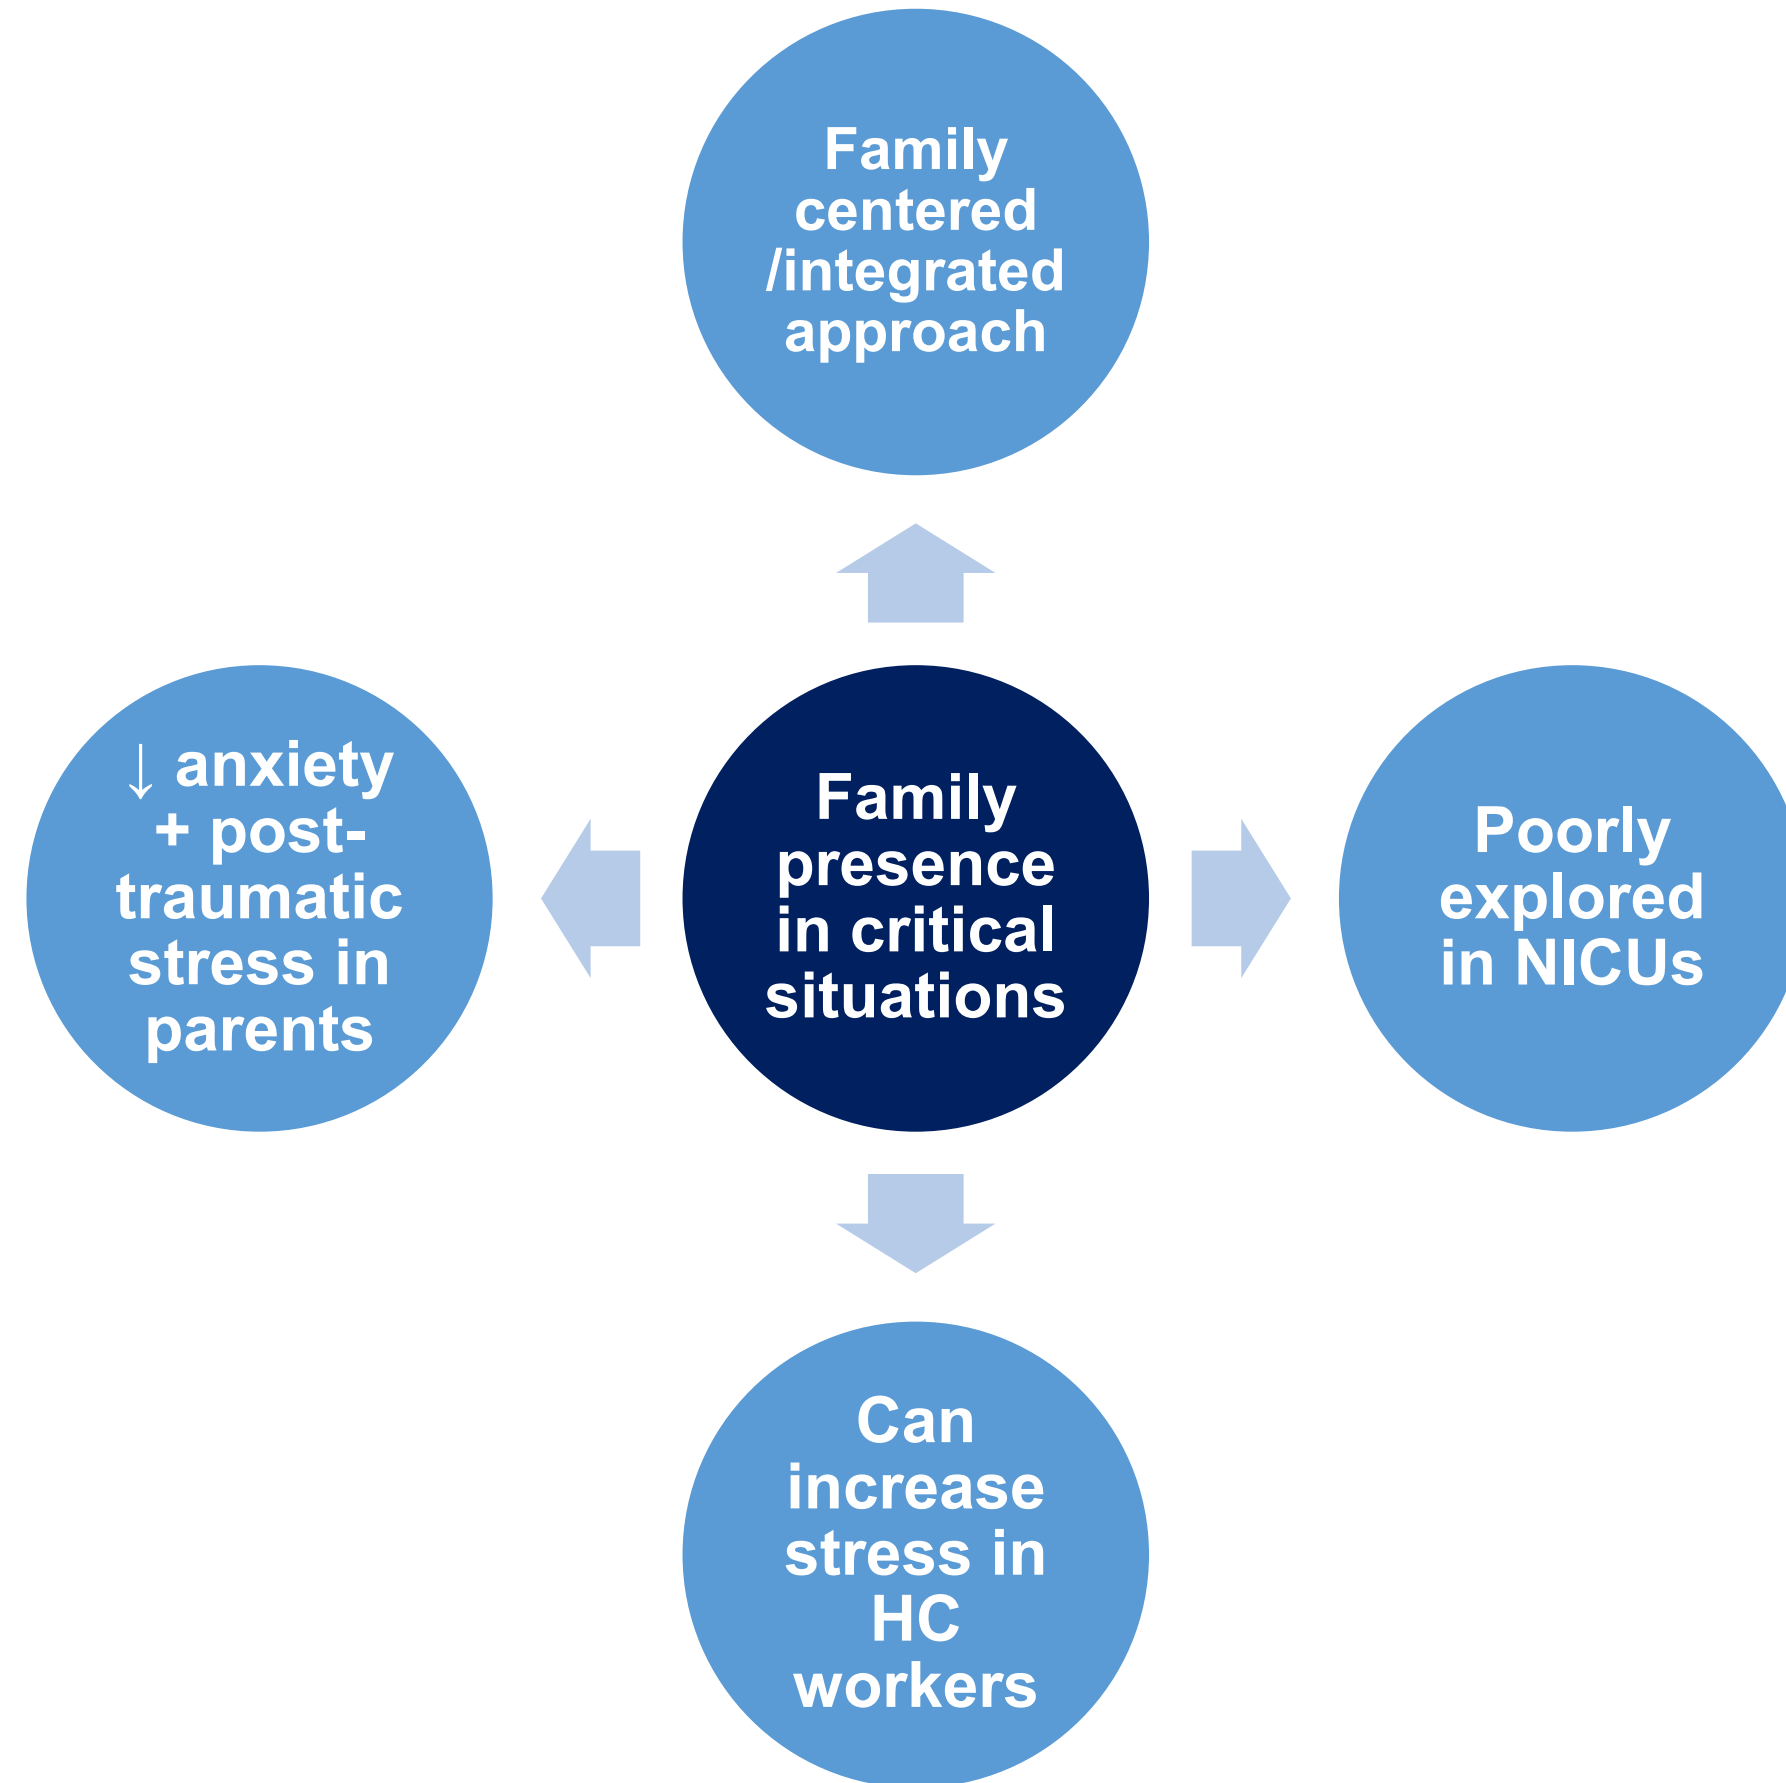 Family
centered
/integrated
approach
↓ anxiety
+ post-
traumatic
stress in
parents
Family
presence
in critical
situations
Poorly
explored
in NICUs
Can
increase
stress in
HC
workers